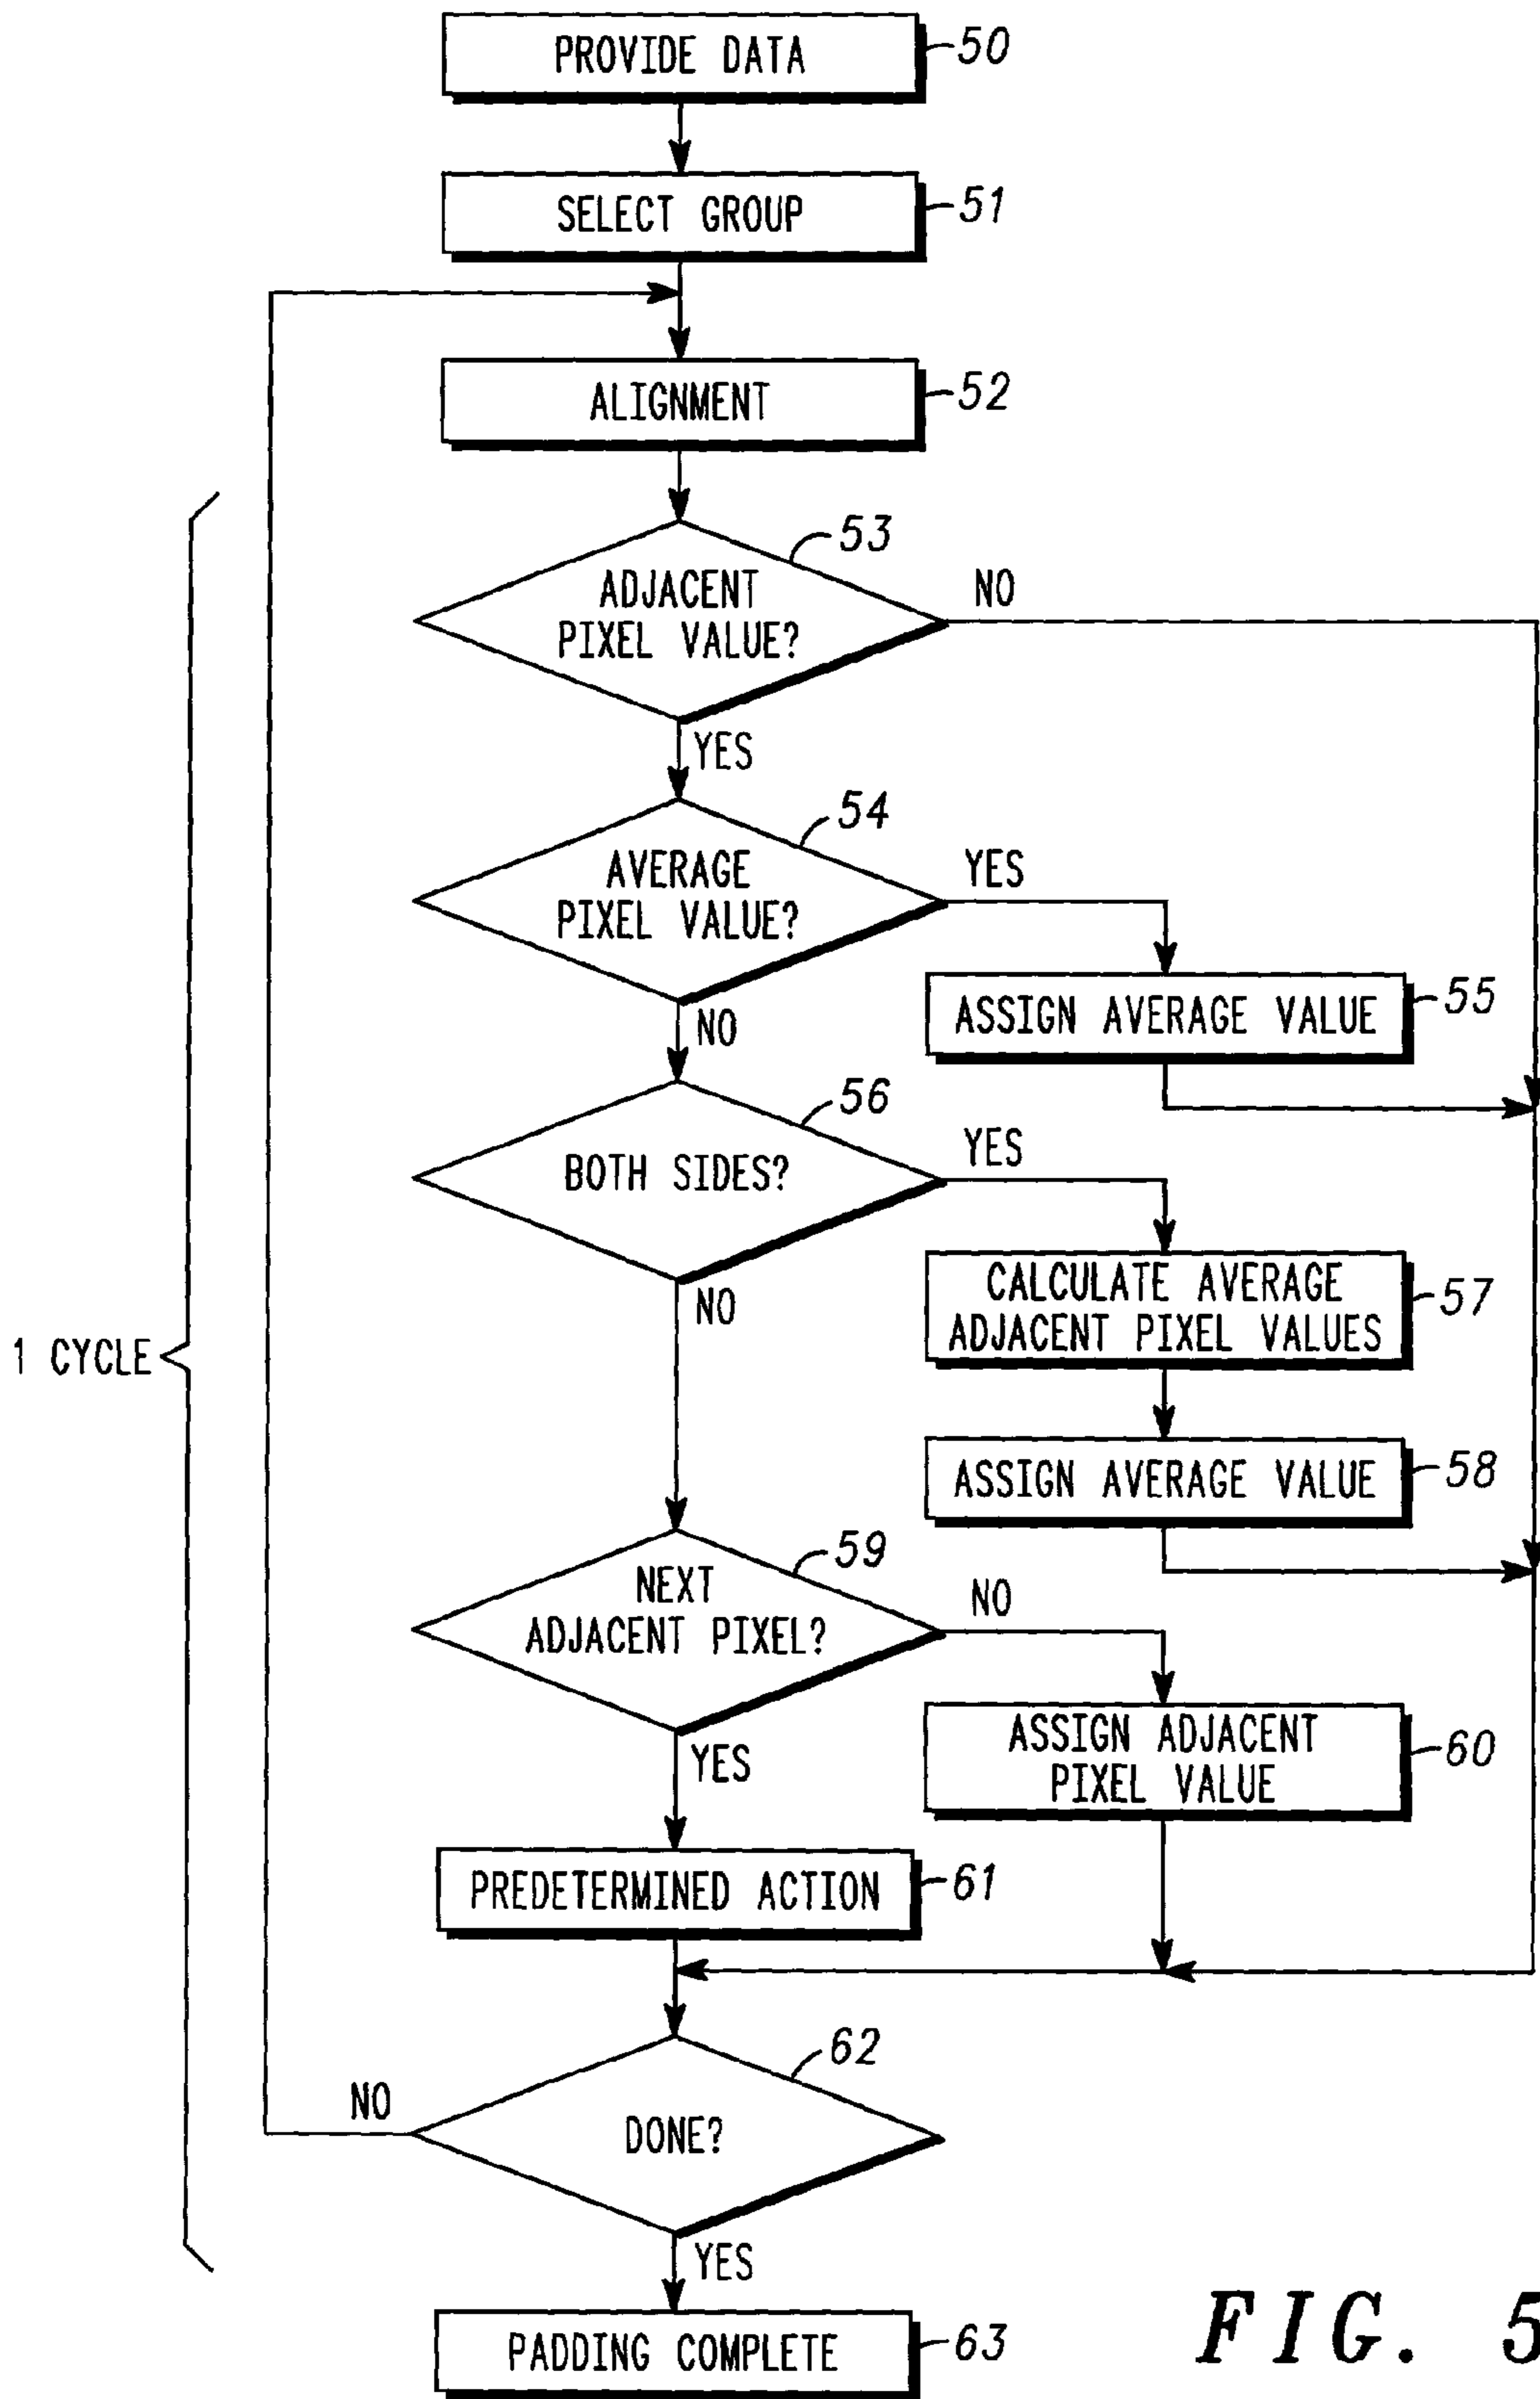 PROVIDE DATA
50
SELECT GROUP
51
ALIGNMENT
52
53
ADJACENT
PIXEL VALUE?
NO
YES
54
AVERAGE
PIXEL VALUE?
YES
NO
ASSIGN AVERAGE VALUE
55
56
BOTH SIDES?
YES
NO
CALCULATE AVERAGE
ADJACENT PIXEL VALUES
57
1 CYCLE
ASSIGN AVERAGE VALUE
58
59
NEXT
ADJACENT PIXEL?
NO
YES
ASSIGN ADJACENT
PIXEL VALUE
60
PREDETERMINED ACTION
61
62
DONE?
NO
YES
PADDING COMPLETE
63
FIG. 5